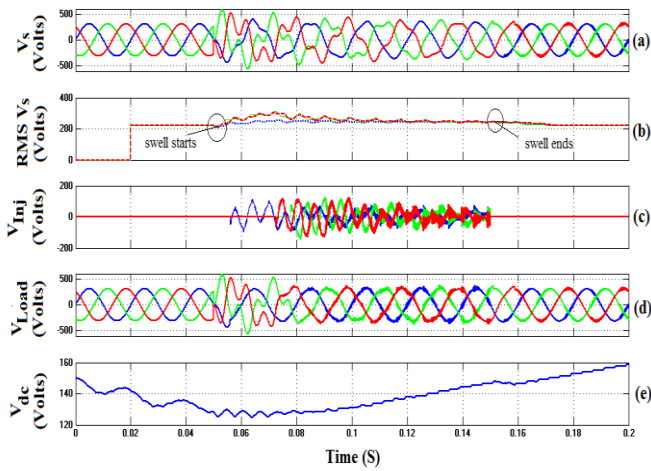 Vs
(Volts)
500
0
-500
(a)
RMS Vs
(Volts)
400
200
0
swell starts
swell ends
(b)
VInj
(Volts)
200
0
-200
(c)
VLoad
(Volts)
500
0
-500
(d)
Vdc
(Volts)
160
140
120
(e)
0 0.02 0.04 0.06 0.08 0.1 0.12 0.14 0.16 0.18 0.2
Time (S)